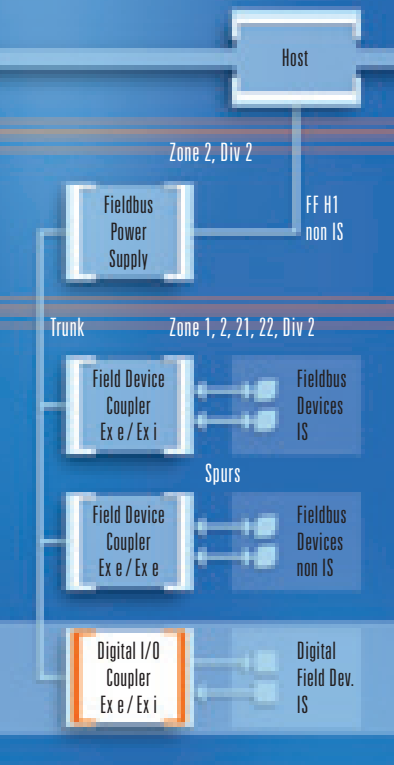 Host
Zone 2, Div 2
Fieldbus
Power
Supply
FF H1
non IS
Trunk
Zone 1, 2, 21, 22, Div 2
Field Device
Coupler
Ex e / Ex i
Fieldbus
Devices
IS
Spurs
Field Device
Coupler
Ex e / Ex e
Fieldbus
Devices
non IS
Digital I/O
Coupler
Ex e / Ex i
Digital
Field Dev.
IS